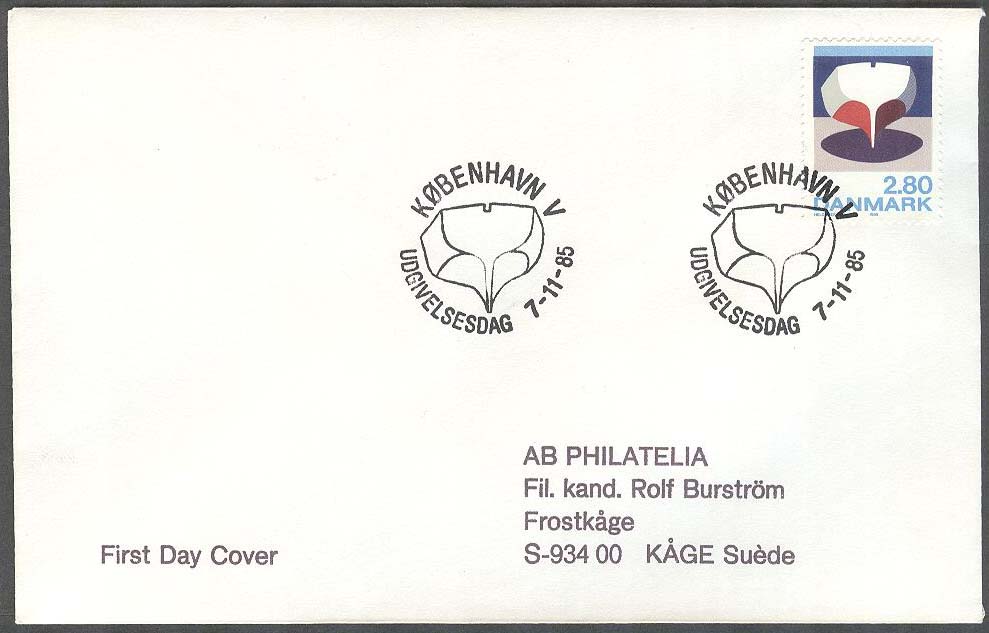 2.80
DANMARK
KØBENHAVN V
UDGIVELSESDAG 7-11-85
KØBENHAVN V
UDGIVELSESDAG 7-11-85
AB PHILATELIA
Fil. kand. Rolf Burström
Frostkåge
S-934 00 KÅGE Suède
First Day Cover